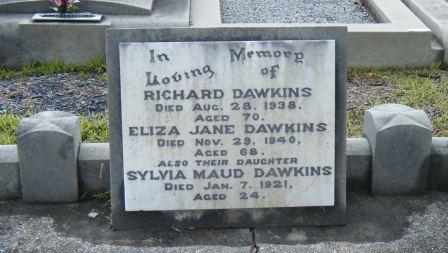 In Loving Memory of
RICHARD DAWKINS
DIED AUG. 28. 1938,
AGED 70.
ELIZA JANE DAWKINS
DIED NOV. 29. 1940,
AGED 68.
ALSO THEIR DAUGHTER
SYLVIA MAUD DAWKINS
DIED JAN. 7. 1921,
AGED 24.